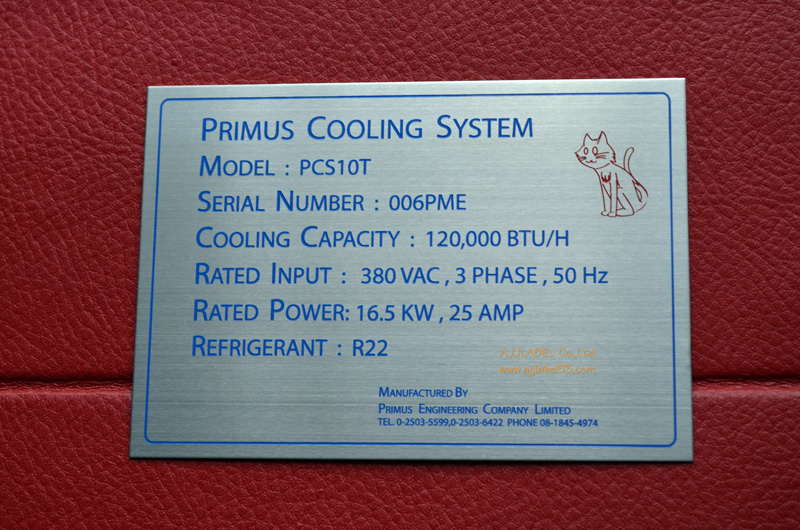 PRIMUS COOLING SYSTEM
MODEL : PCS10T
SERIAL NUMBER : 006PME
COOLING CAPACITY : 120,000 BTU/H
RATED INPUT : 380 VAC , 3 PHASE , 50 Hz
RATED POWER: 16.5 KW , 25 AMP
REFRIGERANT : R22
Co.,Ltd
MANUFACTURED BY
PRIMUS ENGINEERING COMPANY LIMITED
TEL. 0-2503-5599,0-2503-6422 PHONE 08-1845-4974